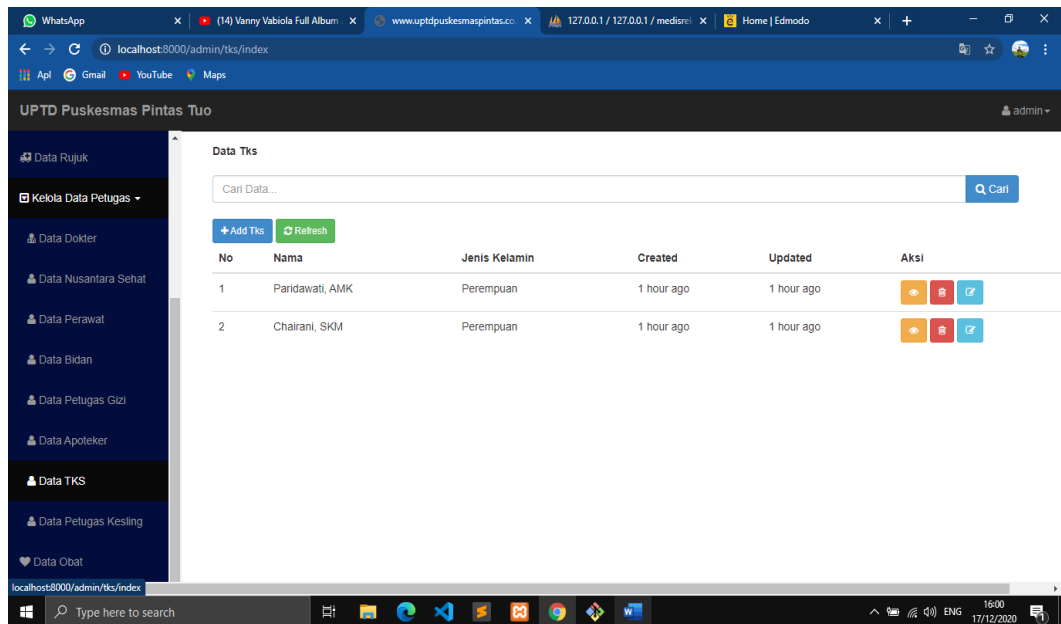 WhatsApp
(14) Vanny Vabiola Full Album
www.uptdpuskesmaspintas.co.
127.0.0.1 / 127.0.0.1 / medisrek
Home | Edmodo
localhost:8000/admin/tks/index
Apl Gmail YouTube Maps
UPTD Puskesmas Pintas Tuo
admin
Data Rujuk
Kelola Data Petugas
Data Dokter
Data Nusantara Sehat
Data Perawat
Data Bidan
Data Petugas Gizi
Data Apoteker
Data TKS
Data Petugas Kesling
Data Obat
Data Tks
Cari Data...
Cari
Add Tks
Refresh
No Nama Jenis Kelamin Created Updated Aksi
1 Paridawati, AMK Perempuan 1 hour ago 1 hour ago
2 Chairani, SKM Perempuan 1 hour ago 1 hour ago
localhost:8000/admin/tks/index
Type here to search
ENG
16:00
17/12/2020